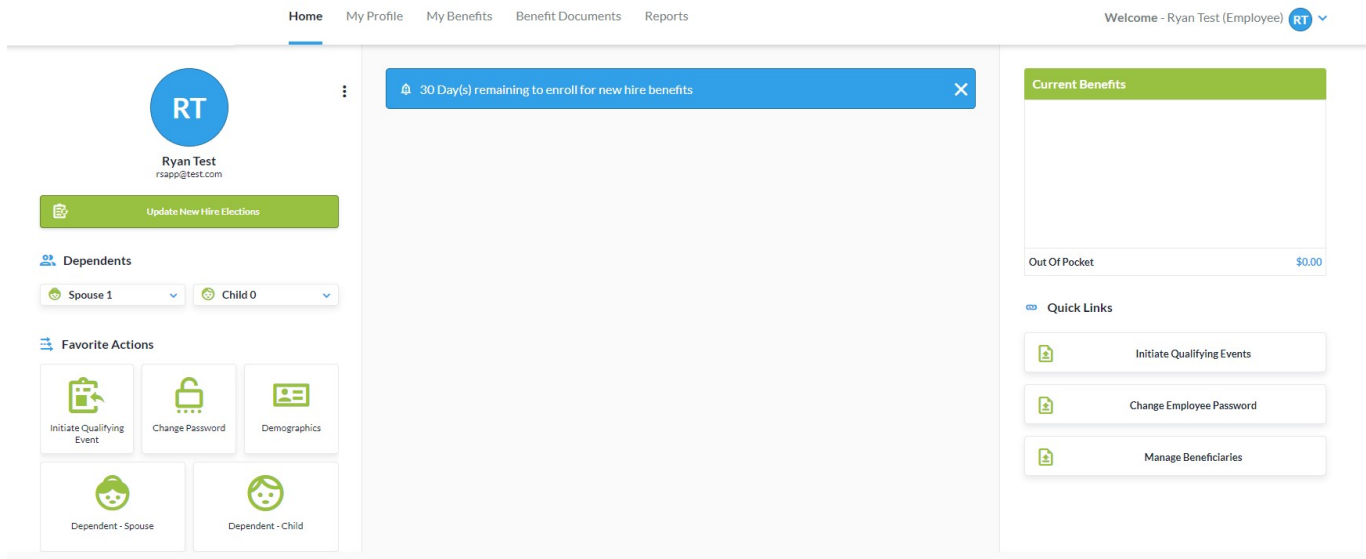 Home My Profile My Benefits Benefit Documents Reports
Welcome - Ryan Test (Employee) RT
RT
Ryan Test
rsapp@test.com
Update New Hire Elections
Dependents
Spouse 1
Child 0
Favorite Actions
Initiate Qualifying
Event
Change Password
Demographics
Dependent - Spouse
Dependent - Child
30 Day(s) remaining to enroll for new hire benefits
Current Benefits
Out Of Pocket $0.00
Quick Links
Initiate Qualifying Events
Change Employee Password
Manage Beneficiaries